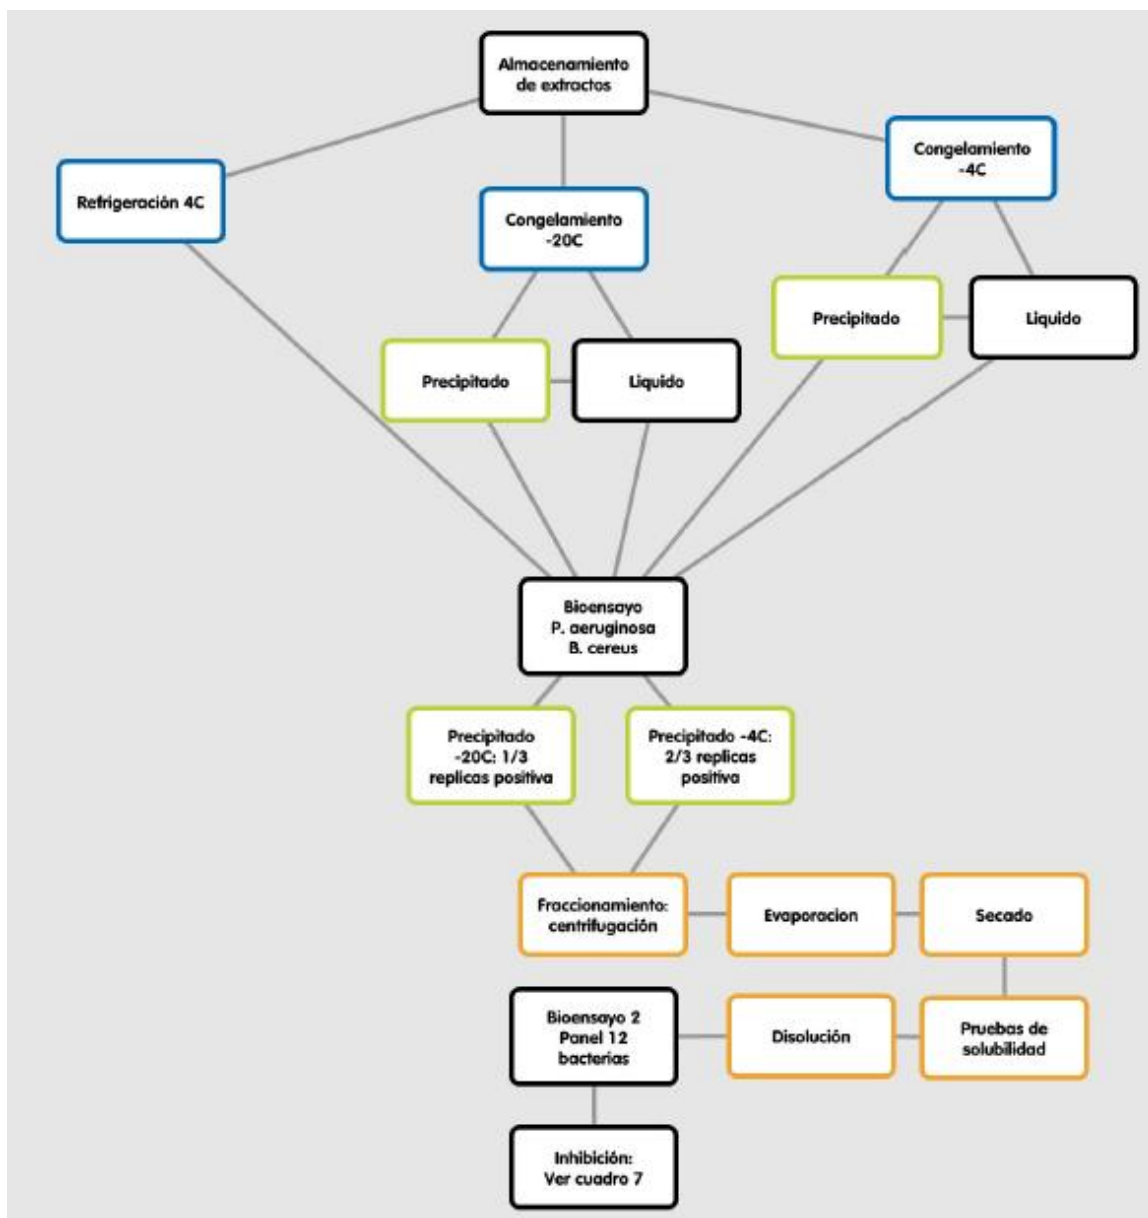 Almacenamiento
de extractos
Refrigeración 4C
Congelamiento
-20C
Congelamiento
-4C
Precipitado
Liquido
Precipitado
Liquido
Bioensayo
P. aeruginosa
B. cereus
Precipitado
-20C: 1/3
replicas positiva
Precipitado -4C:
2/3 replicas
positiva
Fraccionamiento:
centrifugación
Evaporacion
Secado
Bioensayo 2
Panel 12
bacterias
Disolución
Pruebas de
solubilidad
Inhibición:
Ver cuadro 7